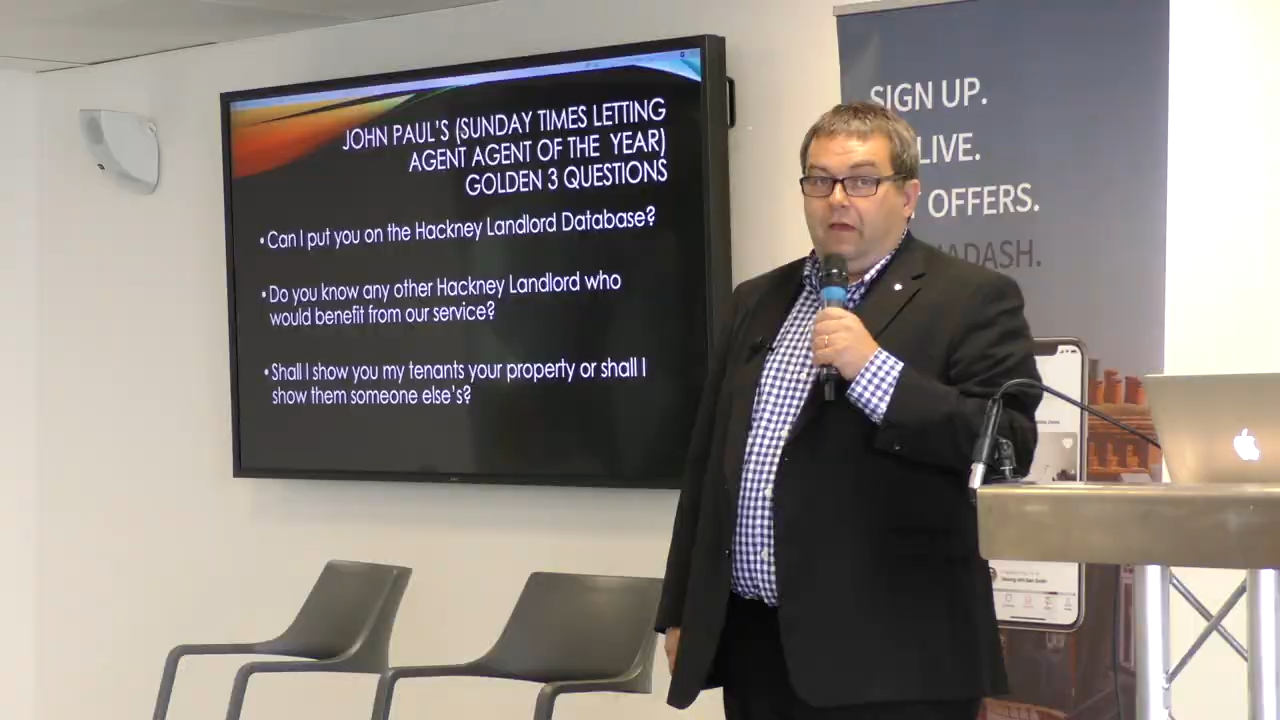 JOHN PAUL'S (SUNDAY TIMES LETTING
AGENT AGENT OF THE YEAR)
GOLDEN 3 QUESTIONS
• Can I put you on the Hackney Landlord Database?
• Do you know any other Hackney Landlord who
would benefit from our service?
• Shall I show you my tenants your property or shall I
show them someone else's?
SIGN UP.
LIVE.
OFFERS.
ADASH.